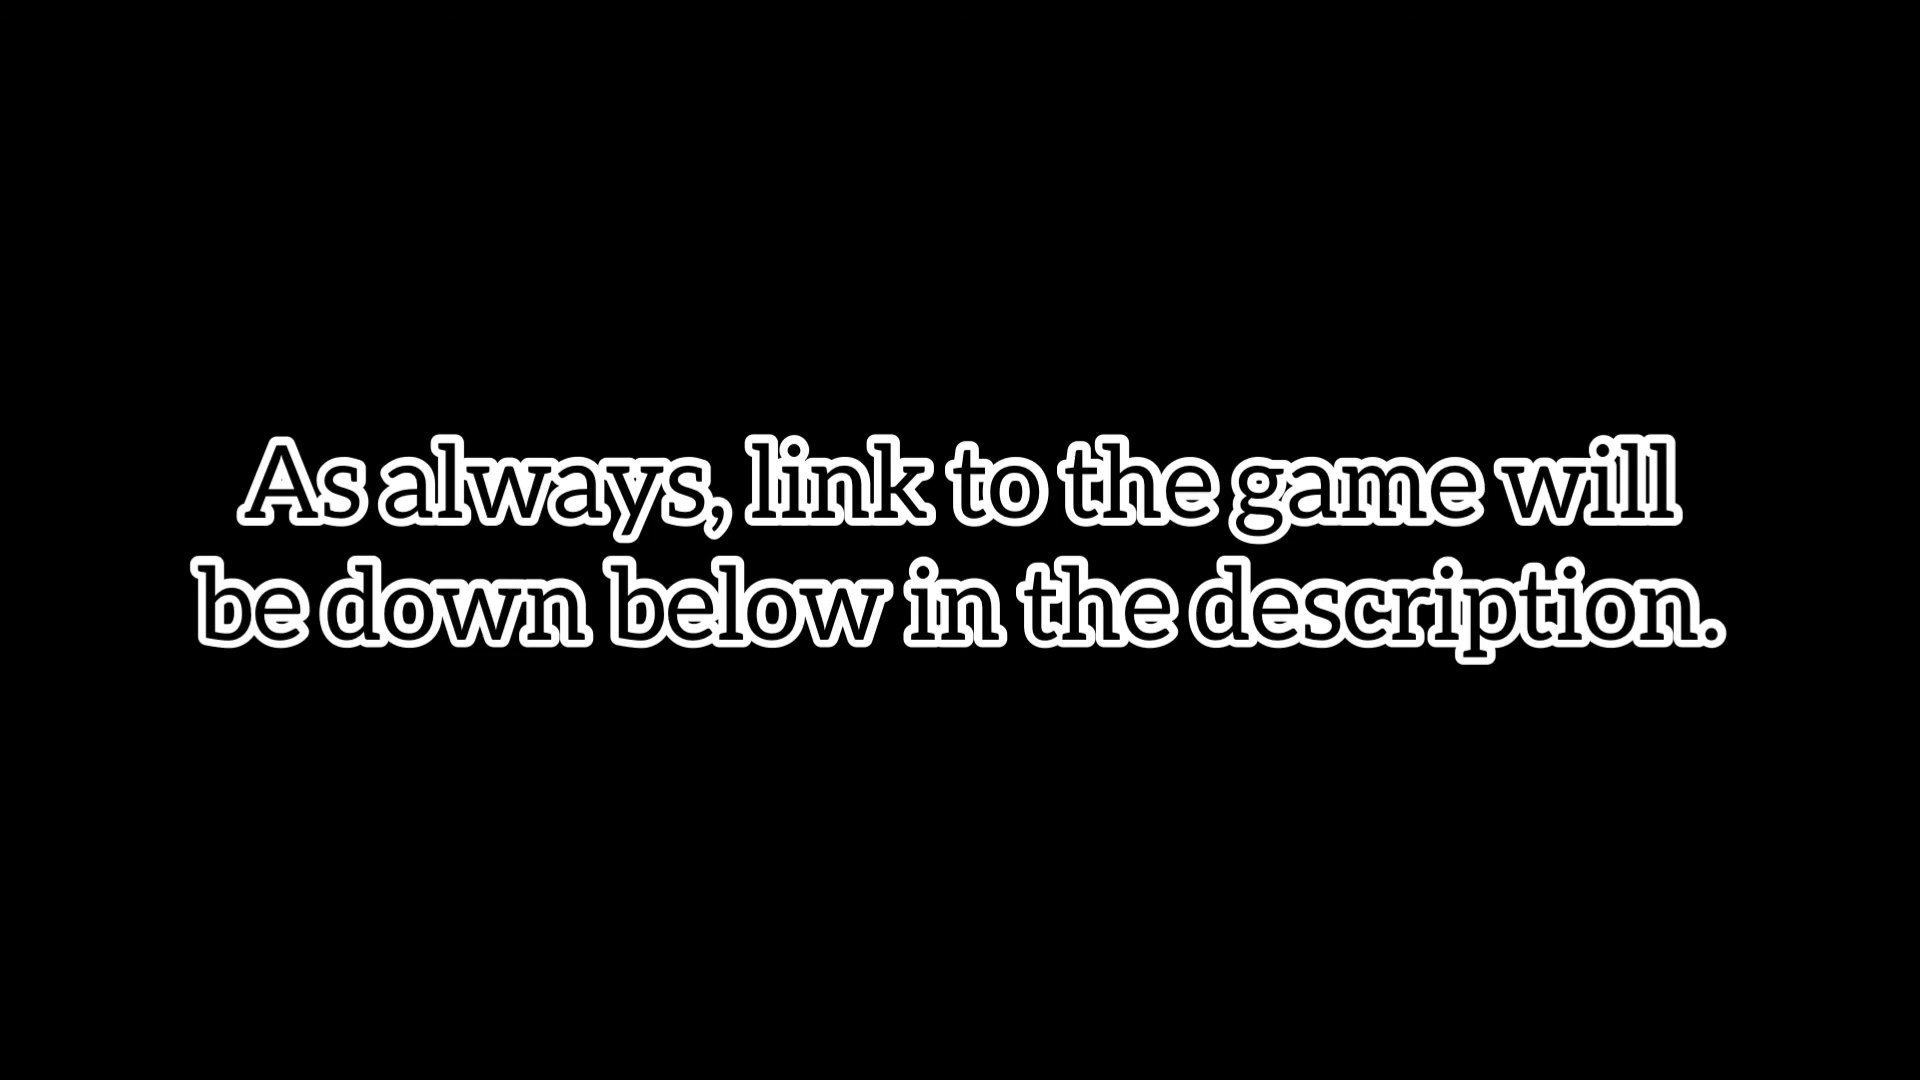 As always, link to the game will
be down below in the description.